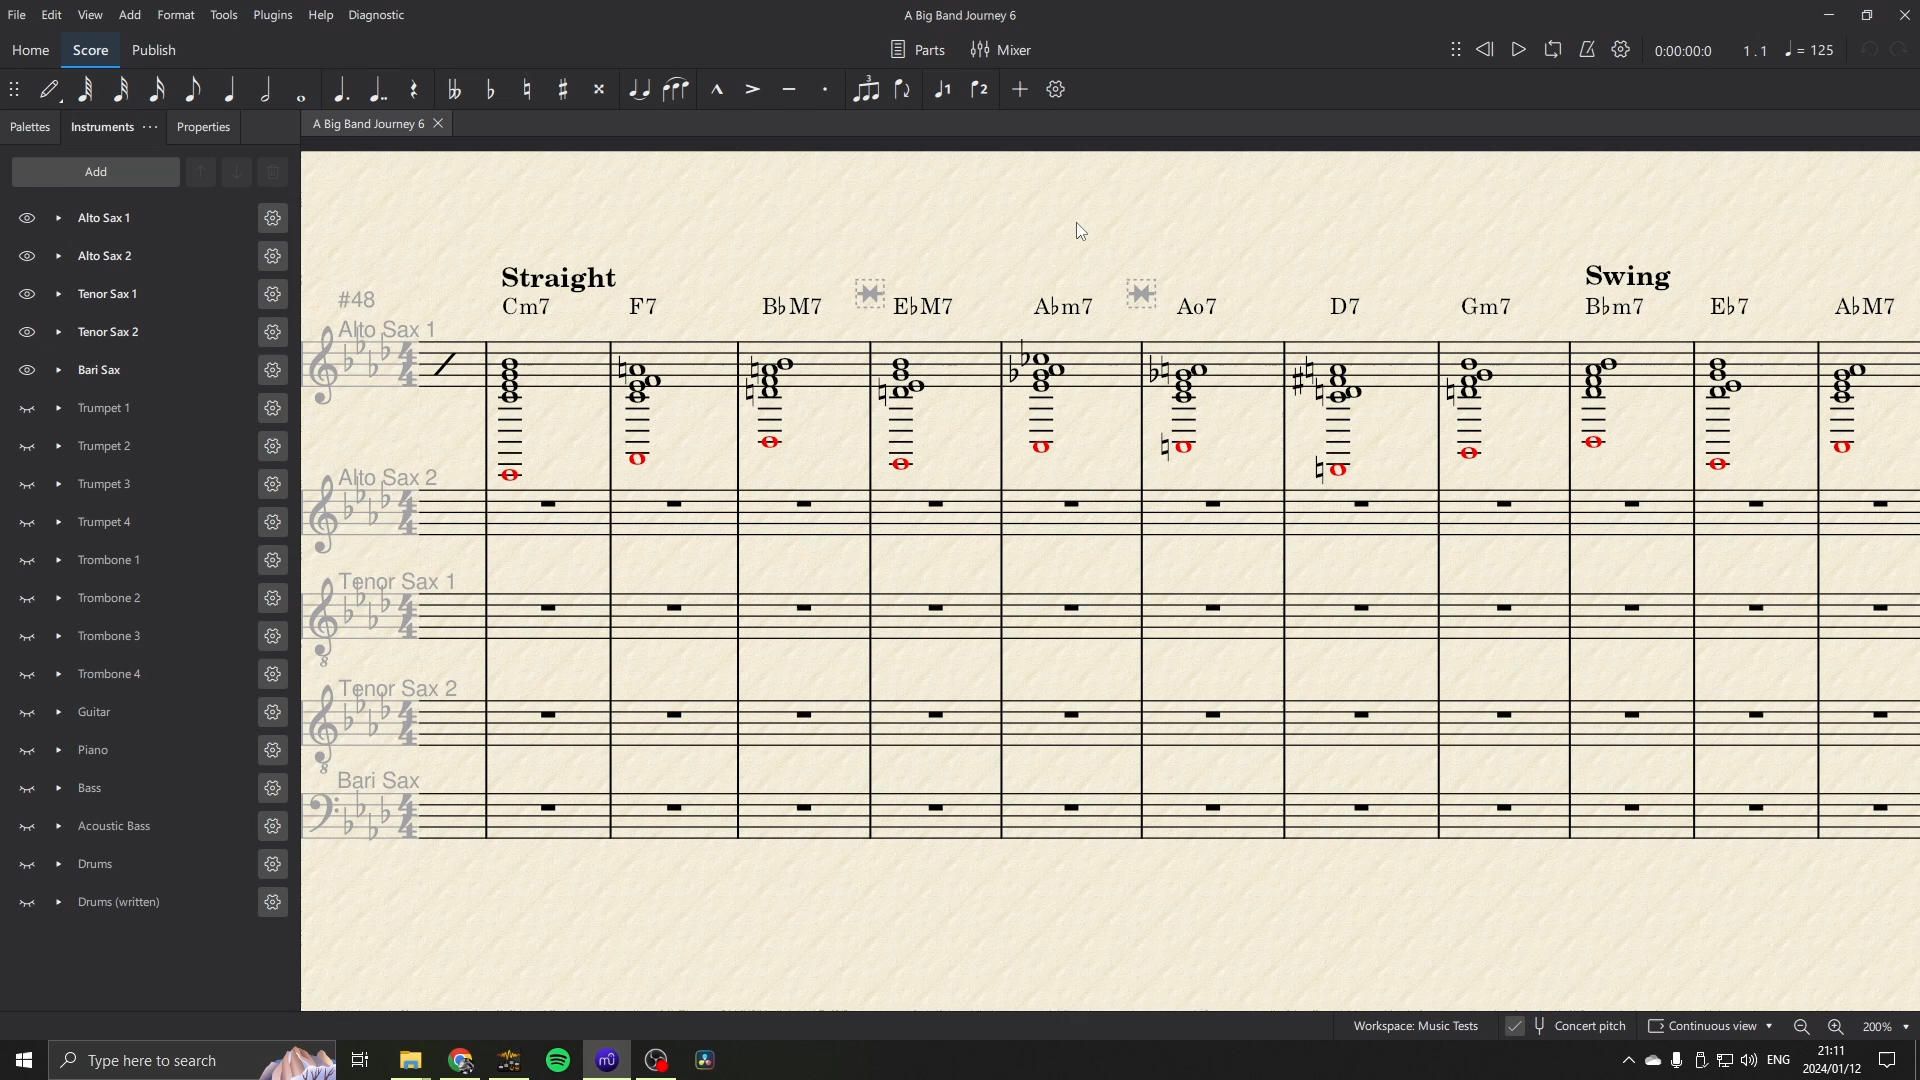 File Edit View Add Format Tools Plugins Help Diagnostic
A Big Band Journey 6
Home Score Publish
Parts Mixer
0:00:00:0 1.1 = 125
Palettes Instruments Properties
A Big Band Journey 6
Add
Alto Sax 1
Alto Sax 2
Tenor Sax 1
Tenor Sax 2
Bari Sax
Trumpet 1
Trumpet 2
Trumpet 3
Trumpet 4
Trombone 1
Trombone 2
Trombone 3
Trombone 4
Guitar
Piano
Bass
Acoustic Bass
Drums
Drums (written)
Straight Swing
#48
Cm7 F7 B♭M7 E♭M7 A♭m7 Ao7 D7 Gm7 B♭m7 E♭7 A♭M7
Alto Sax 1
Alto Sax 2
Tenor Sax 1
Tenor Sax 2
Bari Sax
Workspace: Music Tests Concert pitch Continuous view 200%
Type here to search
ENG
21:11
2024/01/12